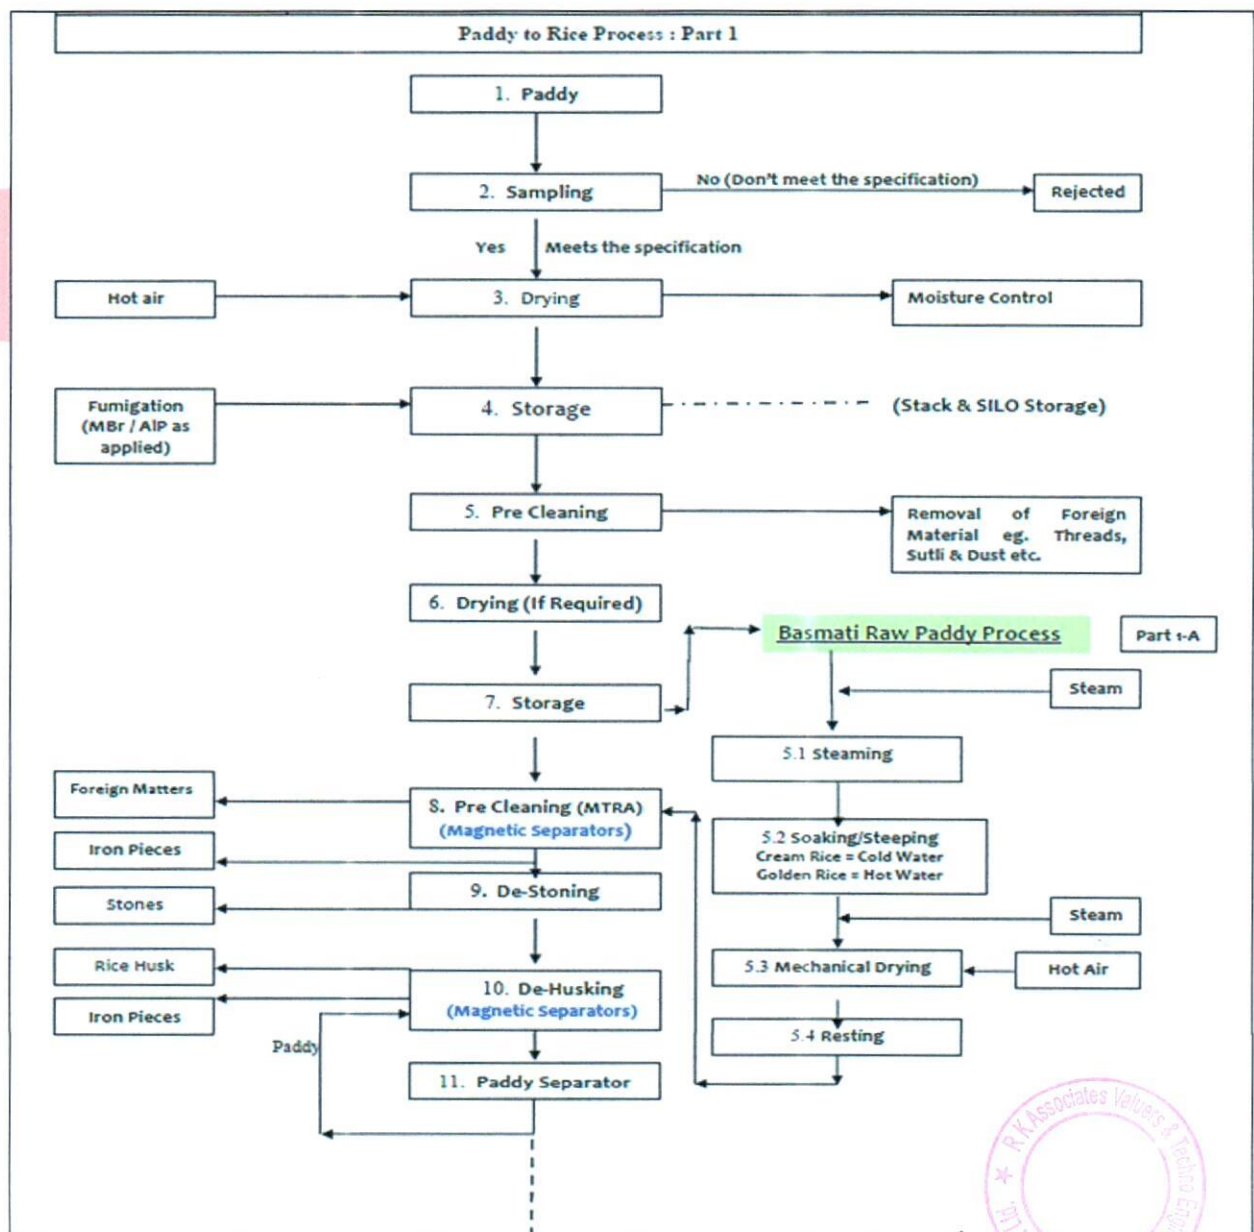 Paddy to Rice Process : Part 1
1. Paddy
2. Sampling
No (Don't meet the specification)
Rejected
Yes
Meets the specification
Hot air
3. Drying
Moisture Control
Fumigation
(MBr / AlP as
applied)
4. Storage
(Stack & SILO Storage)
5. Pre Cleaning
Removal of Foreign
Material eg. Threads,
Sutli & Dust etc.
6. Drying (If Required)
Basmati Raw Paddy Process
Part 1-A
7. Storage
Steam
5.1 Steaming
Foreign Matters
8. Pre Cleaning (MTRA)
(Magnetic Separators)
5.2 Soaking/Steeping
Cream Rice = Cold Water
Golden Rice = Hot Water
Iron Pieces
9. De-Stoning
Stones
Steam
Rice Husk
5.3 Mechanical Drying
Hot Air
10. De-Husking
(Magnetic Separators)
Iron Pieces
5.4 Resting
Paddy
11. Paddy Separator
R K Associates Valuers & Techno